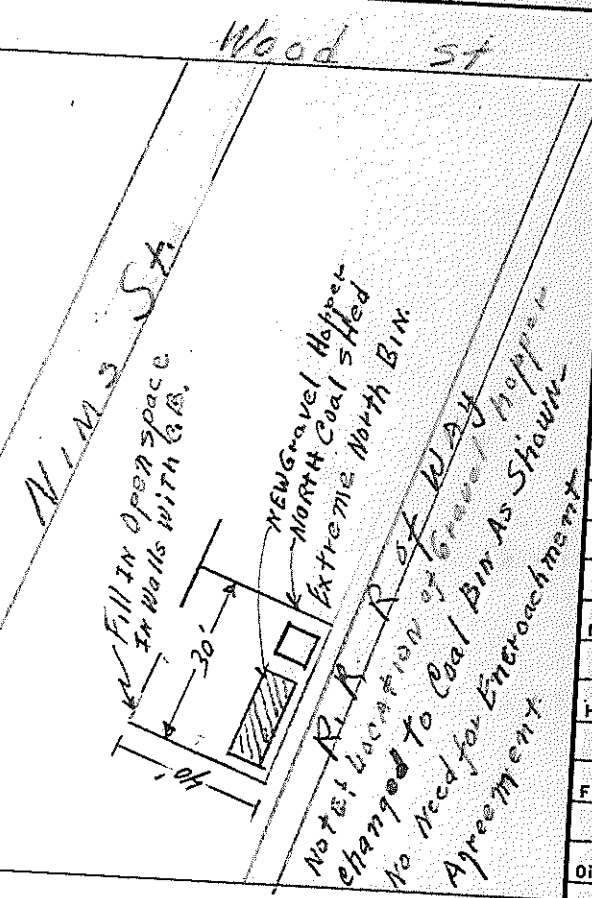 Wood St
Nims St.
Fill In Open space
In Walls With C.B.
30'
40'
NEW Gravel Hopper
NORTH Coal shed
Extreme North BIN.
R.R. R of WAY
Note: Location of Gravel hopper
changed to Coal Bin As Shown-
No Need for Encroachment
Agreement
H
F
Oi